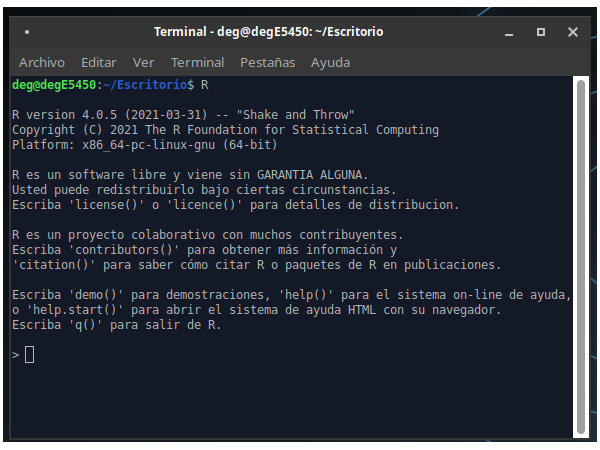 Terminal - deg@degE5450: ~/Escritorio
Archivo Editar Ver Terminal Pestañas Ayuda
deg@degE5450:~/Escritorio$ R
R version 4.0.5 (2021-03-31) -- "Shake and Throw"
Copyright (C) 2021 The R Foundation for Statistical Computing
Platform: x86_64-pc-linux-gnu (64-bit)
R es un software libre y viene sin GARANTIA ALGUNA.
Usted puede redistribuirlo bajo ciertas circunstancias.
Escriba 'license()' o 'licence()' para detalles de distribucion.
R es un proyecto colaborativo con muchos contribuyentes.
Escriba 'contributors()' para obtener más información y
'citation()' para saber cómo citar R o paquetes de R en publicaciones.
Escriba 'demo()' para demostraciones, 'help()' para el sistema on-line de ayuda,
o 'help.start()' para abrir el sistema de ayuda HTML con su navegador.
Escriba 'q()' para salir de R.
>